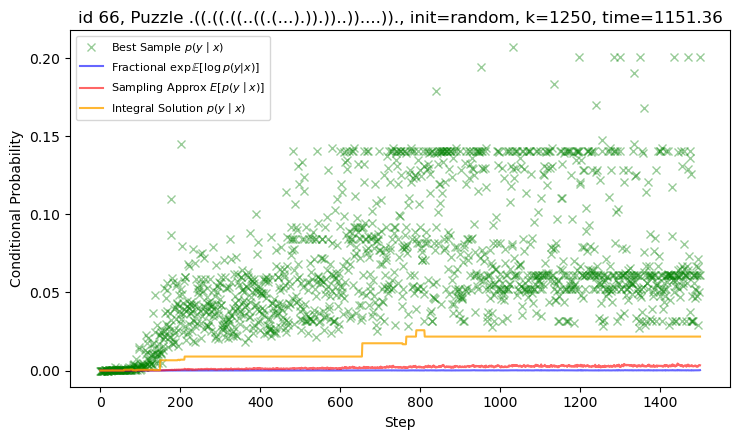 id 66, Puzzle .((.((.((..((.(...).)).))..))....))., init=random, k=1250, time=1151.36
Best Sample p(y | x)
Fractional exp𝔼[log p(y|x)]
Sampling Approx E[p(y | x)]
Integral Solution p(y | x)
Conditional Probability
0.20
0.15
0.10
0.05
0.00
0 200 400 600 800 1000 1200 1400
Step